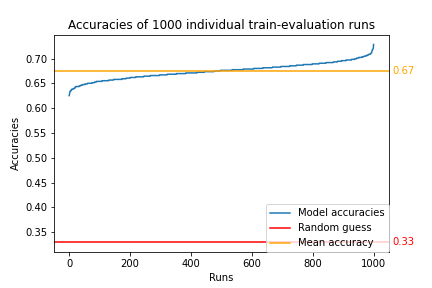 Accuracies of 1000 individual train-evaluation runs
Accuracies
0.70
0.65
0.60
0.55
0.50
0.45
0.40
0.35
0.67
0.33
Model accuracies
Random guess
Mean accuracy
0
200
400
600
800
1000
Runs